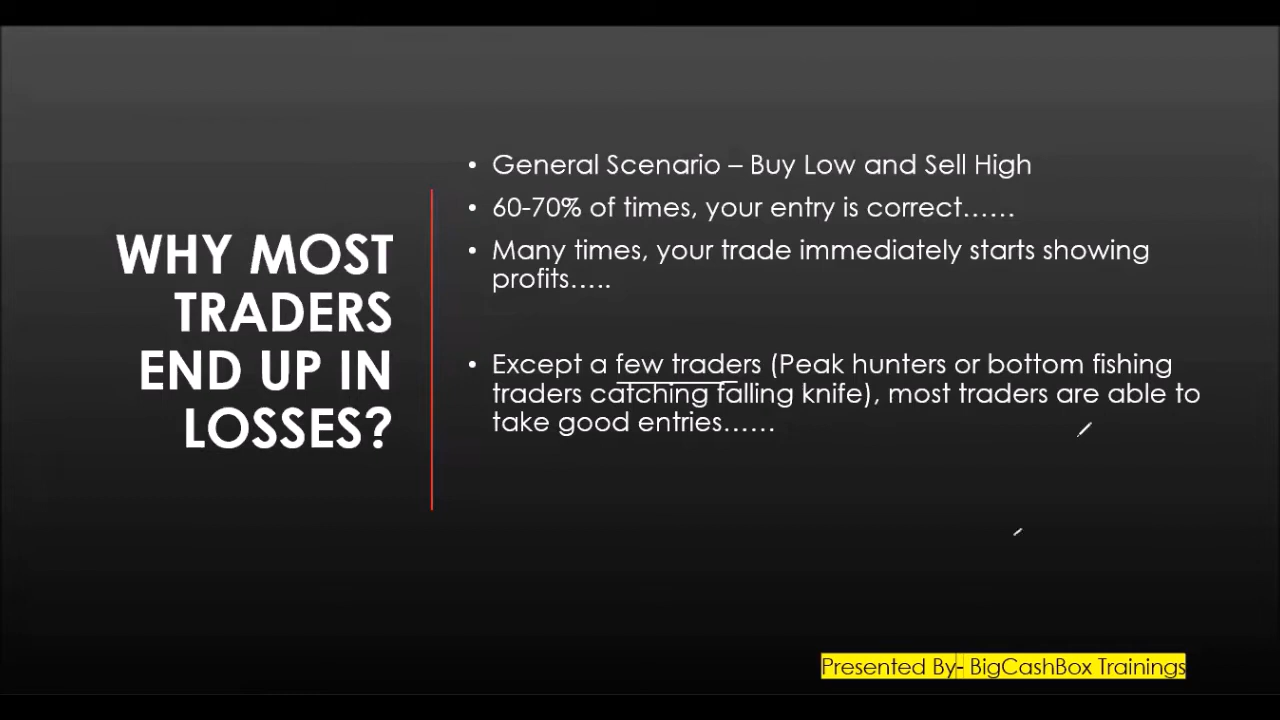 WHY MOST
TRADERS
END UP IN
LOSSES?
• General Scenario – Buy Low and Sell High
• 60-70% of times, your entry is correct……
• Many times, your trade immediately starts showing
profits…..
• Except a few traders (Peak hunters or bottom fishing
traders catching falling knife), most traders are able to
take good entries……
Presented By- BigCashBox Trainings